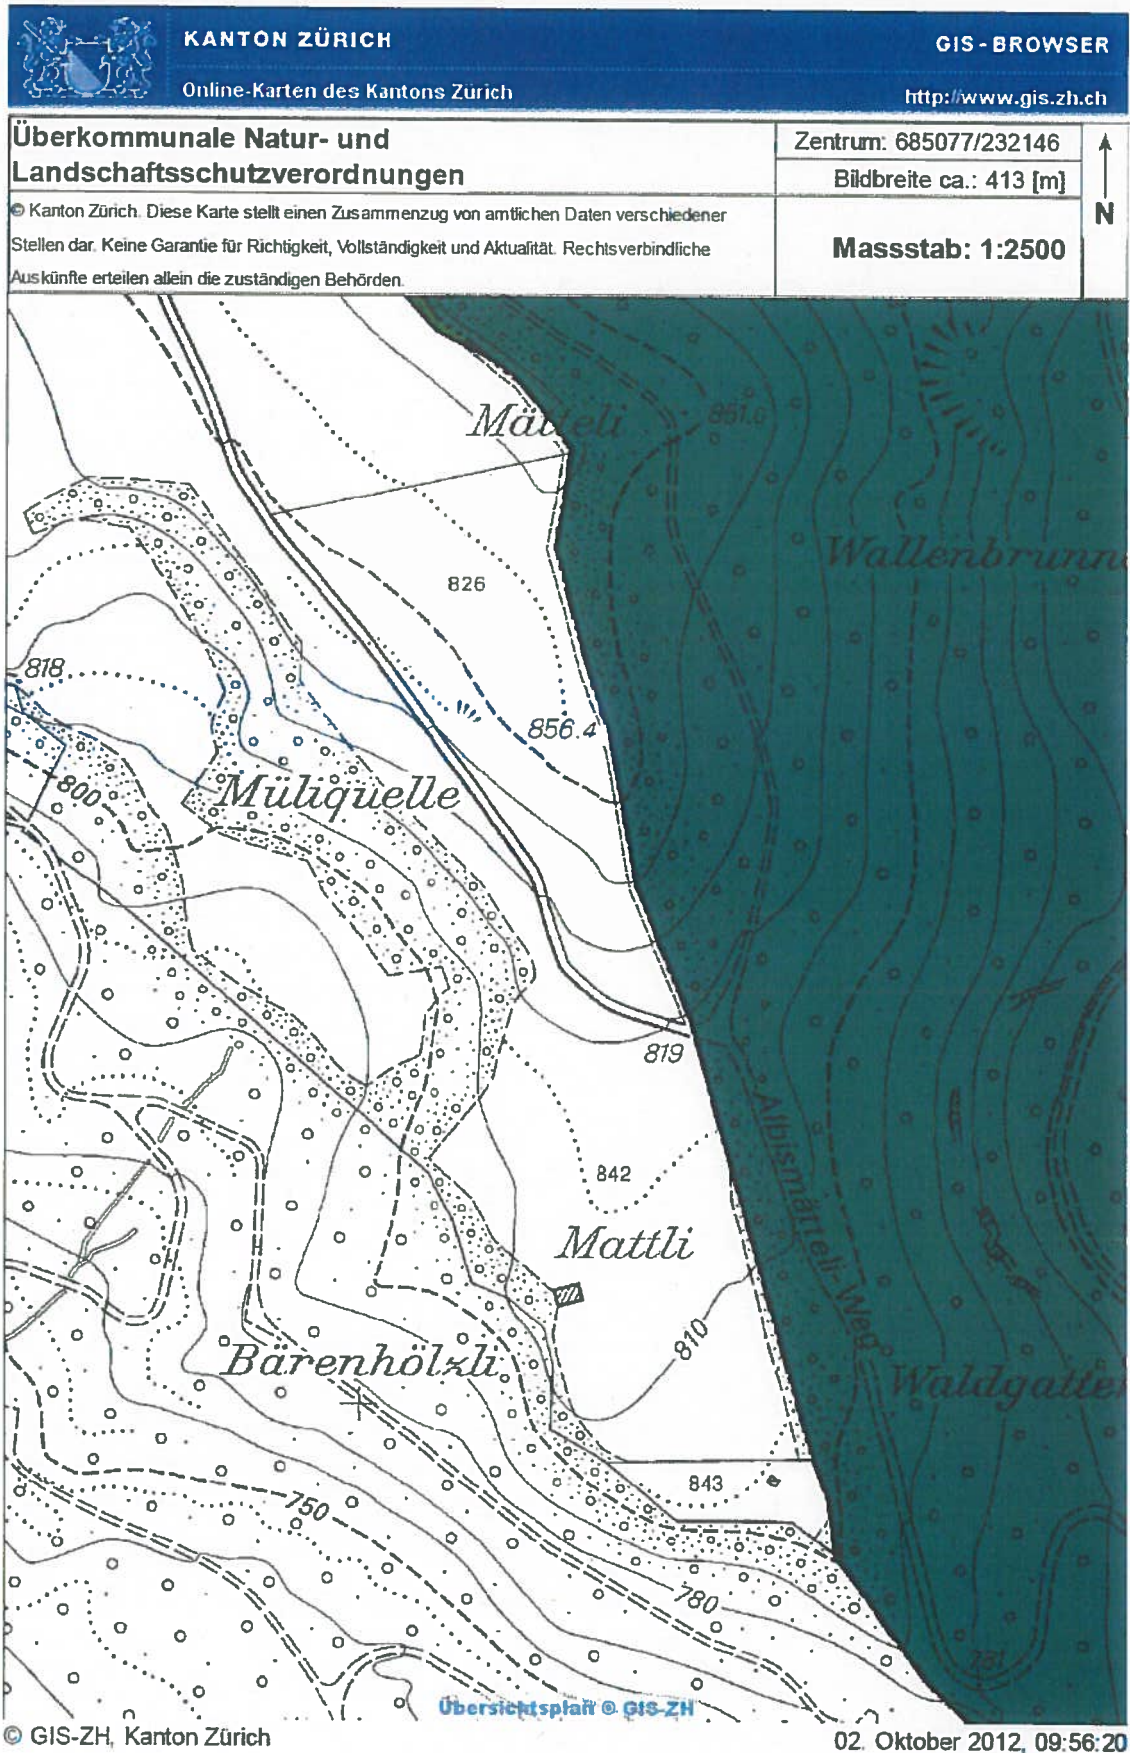 KANTON ZÜRICH
GIS - BROWSER
Online-Karten des Kantons Zürich
http://www.gis.zh.ch
Überkommunale Natur- und
Landschaftsschutzverordnungen
Zentrum: 685077/232146
Bildbreite ca.: 413 [m]
© Kanton Zürich. Diese Karte stellt einen Zusammenzug von amtlichen Daten verschiedener
Stellen dar. Keine Garantie für Richtigkeit, Vollständigkeit und Aktualität. Rechtsverbindliche
Auskünfte erteilen allein die zuständigen Behörden.
Massstab: 1:2500
N
Mätteli
Wallenbrunn
826
818
856.4
800
Müliquelle
819
Albismätteli-Weg
842
Mattli
810
Bärenhölzli
Wildgatte
843
750
780
781
Übersichtsplan © GIS-ZH
© GIS-ZH, Kanton Zürich
02. Oktober 2012, 09:56:20